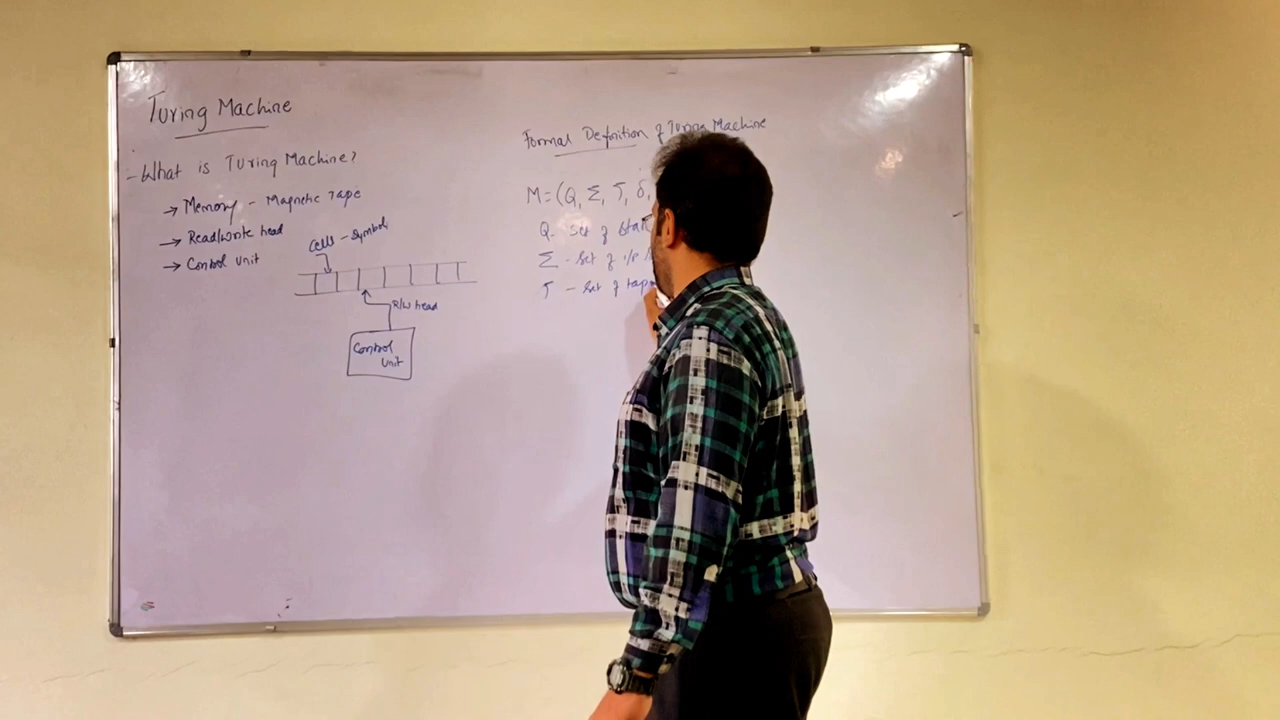 Turing Machine
- What is Turing Machine?
→ Memory - Magnetic Tape
→ Read/write head
→ Control Unit
Cells - Symbols
R/W head
Control
Unit
Formal Definition of Turing Machine
M = (Q, Σ, Γ, δ,
Q - Set of
Σ - Set of i/p
Γ - Set of